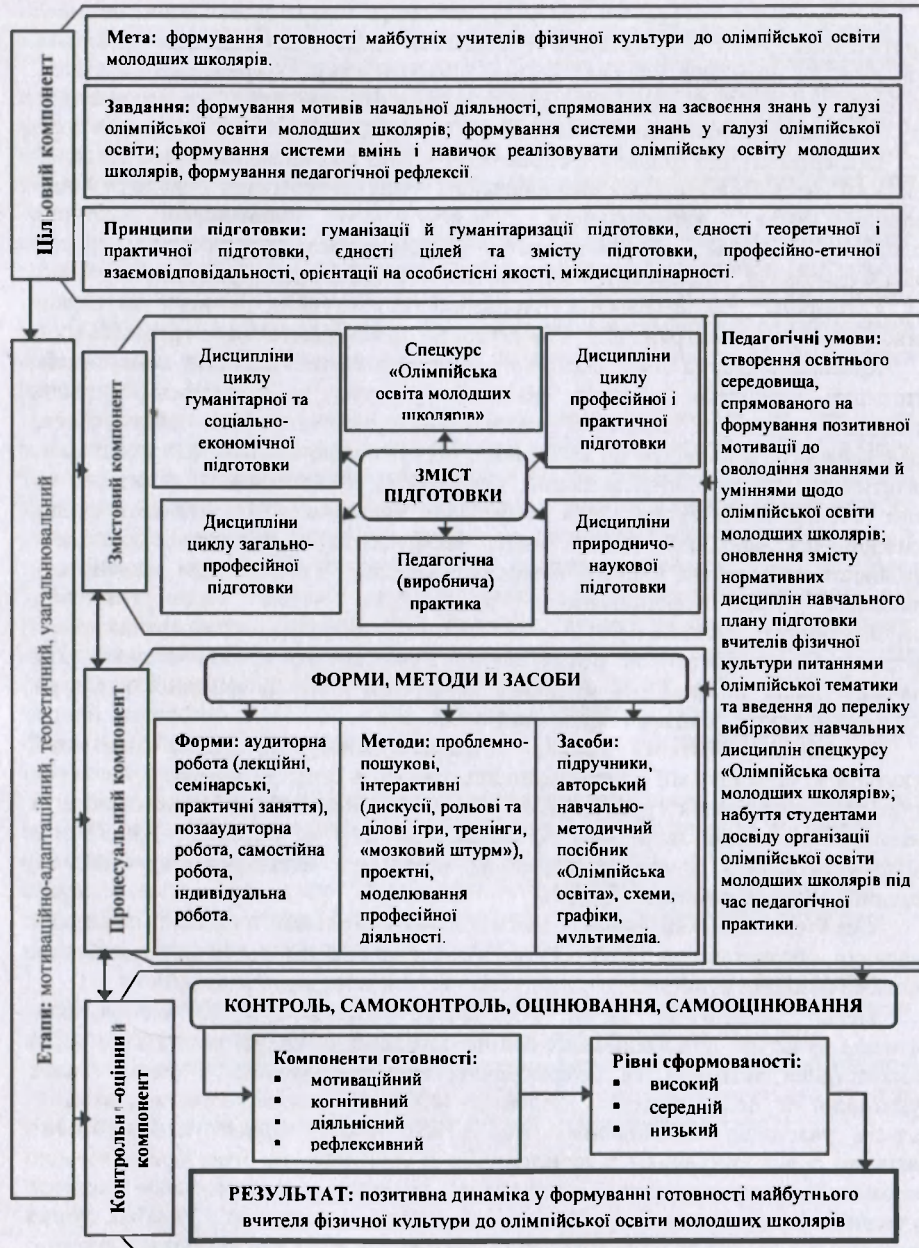 Цільовий компонент
Мета: формування готовності майбутніх учителів фізичної культури до олімпійської освіти
молодших школярів.
Завдання: формування мотивів начальної діяльності, спрямованих на засвоєння знань у галузі
олімпійської освіти молодших школярів; формування системи знань у галузі олімпійської
освіти; формування системи вмінь і навичок реалізовувати олімпійську освіту молодших
школярів, формування педагогічної рефлексії
Принципи підготовки: гуманізації й гуманітаризації підготовки, єдності теоретичної і
практичної підготовки, єдності цілей та змісту підготовки, професійно-етичної
взаємовідповідальності, орієнтації на особистісні якості, міждисциплінарності.
Етапи: мотиваційно-адаптаційний, теоретичний, узагальнювальний
Змістовий компонент
Дисципліни
циклу
гуманітарної та
соціально-
економічної
підготовки
Спецкурс
«Олімпійська
освіта молодших
школярів»
Дисципліни
циклу
професійної і
практичної
підготовки
ЗМІСТ
ПІДГОТОВКИ
Дисципліни
циклу загально-
професійної
підготовки
Педагогічна
(виробнича)
практика
Дисципліни
природничо-
наукової
підготовки
Педагогічні умови:
створення освітнього
середовища,
спрямованого на
формування позитивної
мотивації до
оволодіння знаннями й
уміннями щодо
олімпійської освіти
молодших школярів;
оновлення змісту
нормативних
дисциплін навчального
плану підготовки
вчителів фізичної
культури питаннями
олімпійської тематики
та введення до переліку
вибіркових навчальних
дисциплін спецкурсу
«Олімпійська освіта
молодших школярів»;
набуття студентами
досвіду організації
олімпійської освіти
молодших школярів під
час педагогічної
практики.
Процесуальний компонент
ФОРМИ, МЕТОДИ Й ЗАСОБИ
Форми: аудиторна
робота (лекційні,
семінарські,
практичні заняття),
позааудиторна
робота, самостійна
робота,
індивідуальна
робота.
Методи: проблемно-
пошукові,
інтерактивні
(дискусії, рольові та
ділові ігри, тренінги,
«мозковий штурм»),
проектні,
моделювання
професійної
діяльності.
Засоби:
підручники,
авторський
навчально-
методичний
посібник
«Олімпійська
освіта», схеми,
графіки,
мультимедіа.
Контрольно-оцінний
компонент
КОНТРОЛЬ, САМОКОНТРОЛЬ, ОЦІНЮВАННЯ, САМООЦІНЮВАННЯ
Компоненти готовності:
▪ мотиваційний
▪ когнітивний
▪ діяльнісний
▪ рефлексивний
Рівні сформованості:
▪ високий
▪ середній
▪ низький
РЕЗУЛЬТАТ: позитивна динаміка у формуванні готовності майбутнього
вчителя фізичної культури до олімпійської освіти молодших школярів